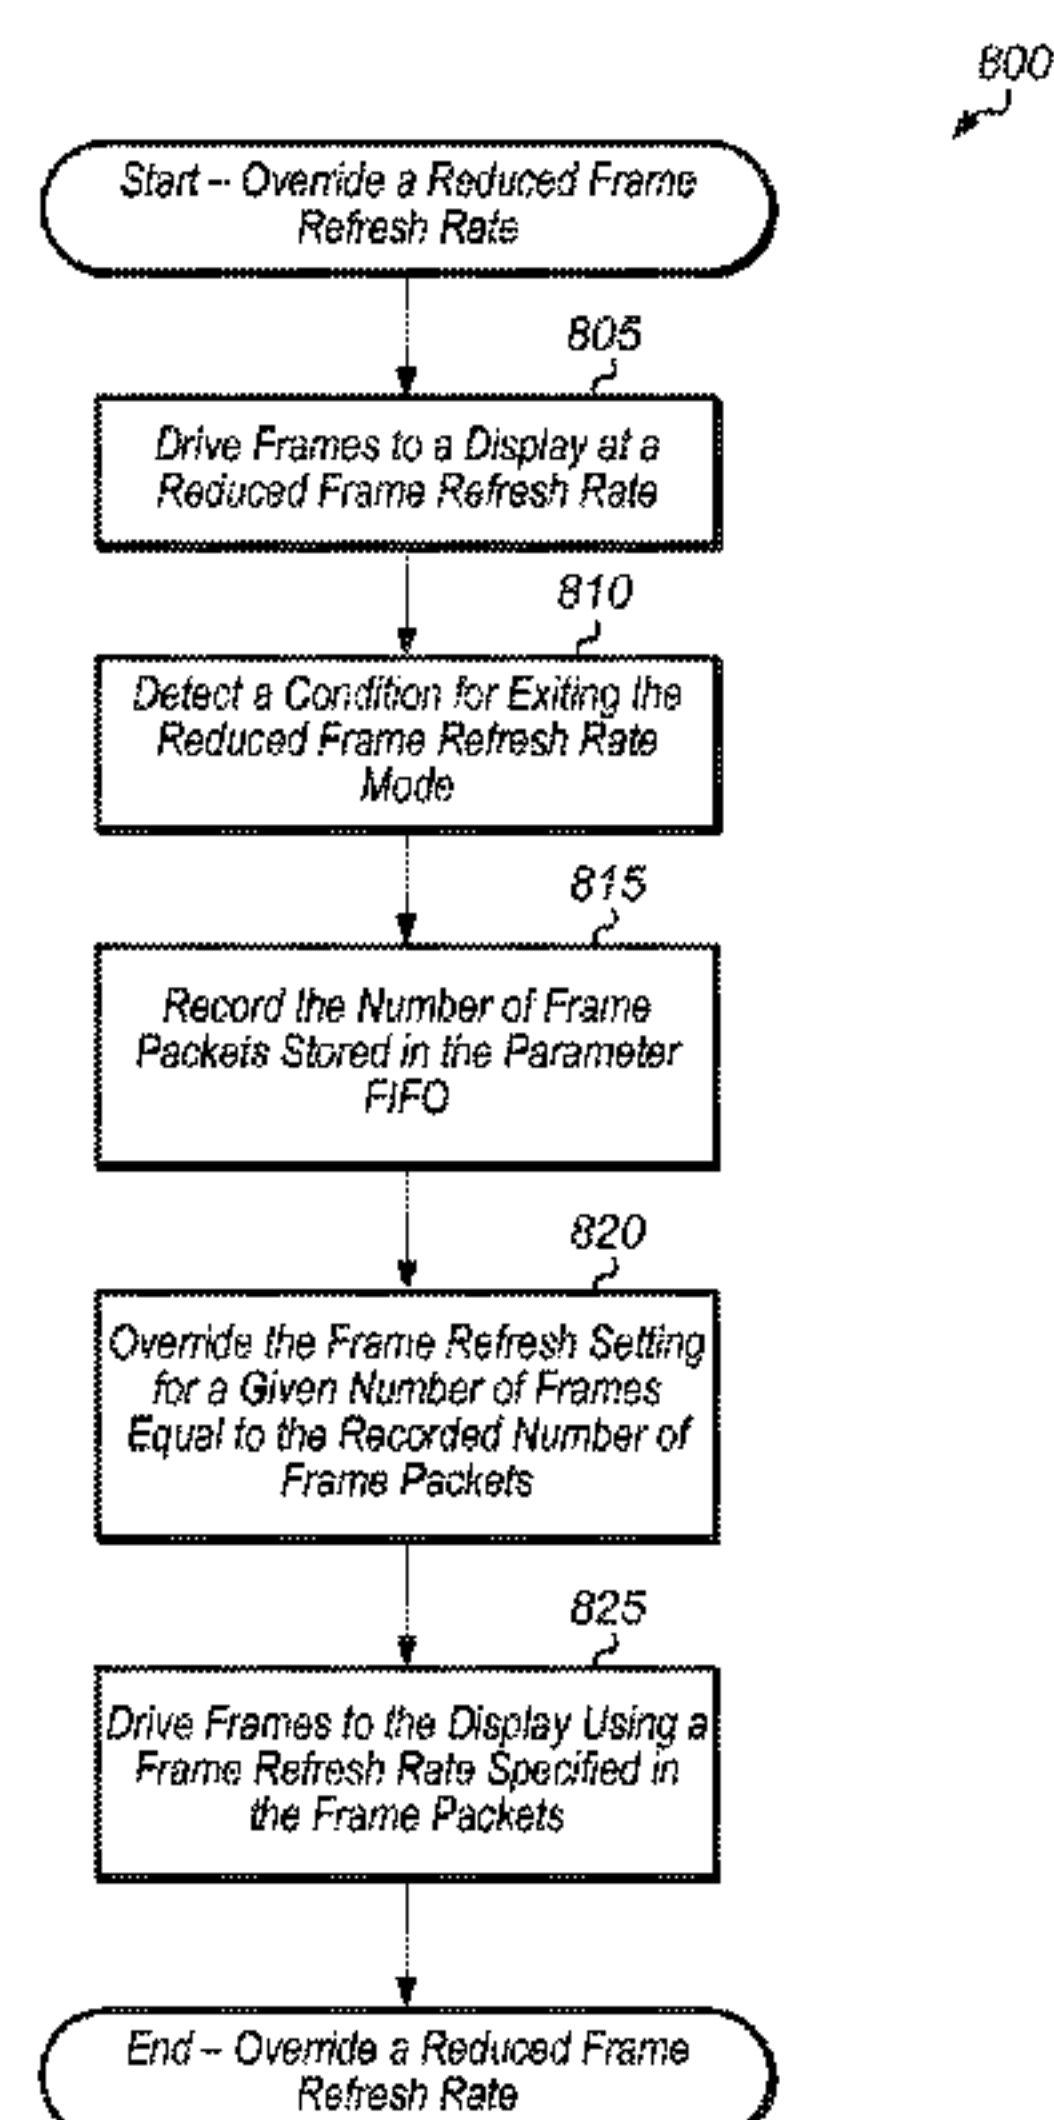 800
Start -- Override a Reduced Frame
Refresh Rate
805
Drive Frames to a Display at a
Reduced Frame Refresh Rate
810
Detect a Condition for Exiting the
Reduced Frame Refresh Rate
Mode
815
Record the Number of Frame
Packets Stored in the Parameter
FIFO
820
Override the Frame Refresh Setting
for a Given Number of Frames
Equal to the Recorded Number of
Frame Packets
825
Drive Frames to the Display Using a
Frame Refresh Rate Specified in
the Frame Packets
End – Override a Reduced Frame
Refresh Rate